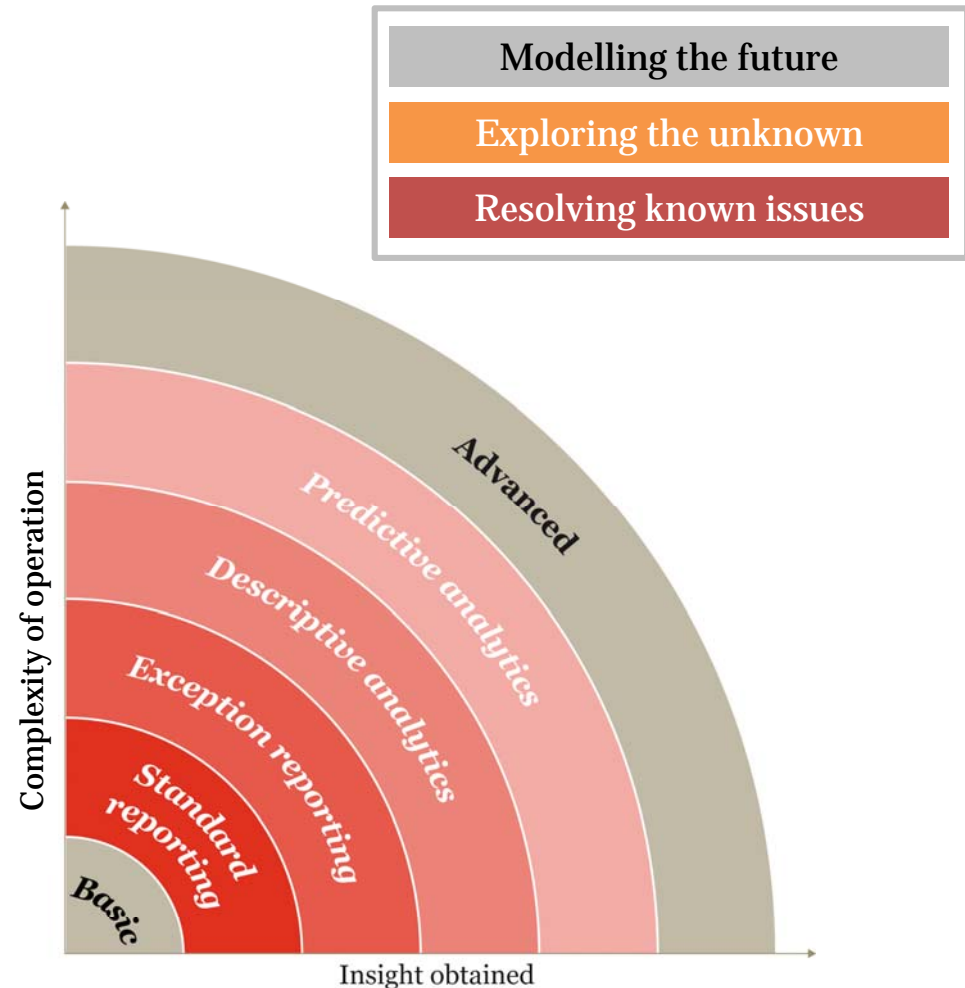 Modelling the future
Exploring the unknown
Resolving known issues
Complexity of operation
Advanced
Predictive analytics
Descriptive analytics
Exception reporting
Standard
reporting
Basic
Insight obtained